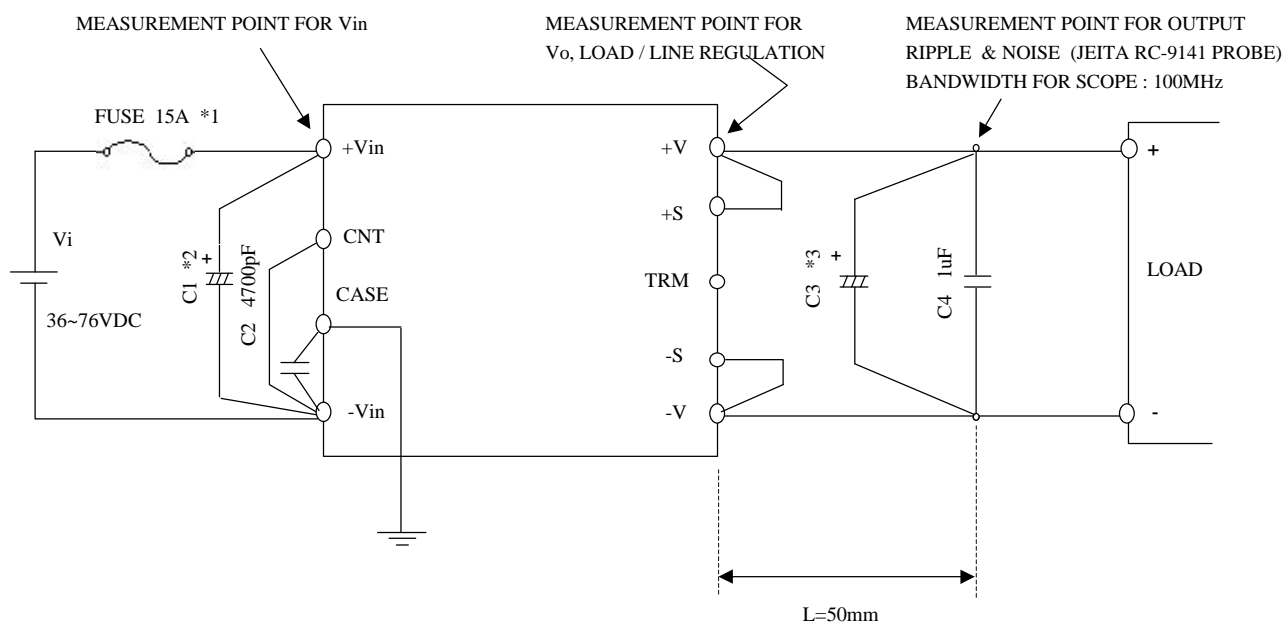 MEASUREMENT POINT FOR Vin
MEASUREMENT POINT FOR
Vo, LOAD / LINE REGULATION
MEASUREMENT POINT FOR OUTPUT
RIPPLE & NOISE (JEITA RC-9141 PROBE)
BANDWIDTH FOR SCOPE : 100MHz
FUSE 15A *1
+Vin
+V
+
+S
Vi
CNT
C1 *2 +
C2 4700pF
CASE
TRM
C3 *3 +
C4 1uF
LOAD
36~76VDC
-S
-Vin
-V
-
L=50mm